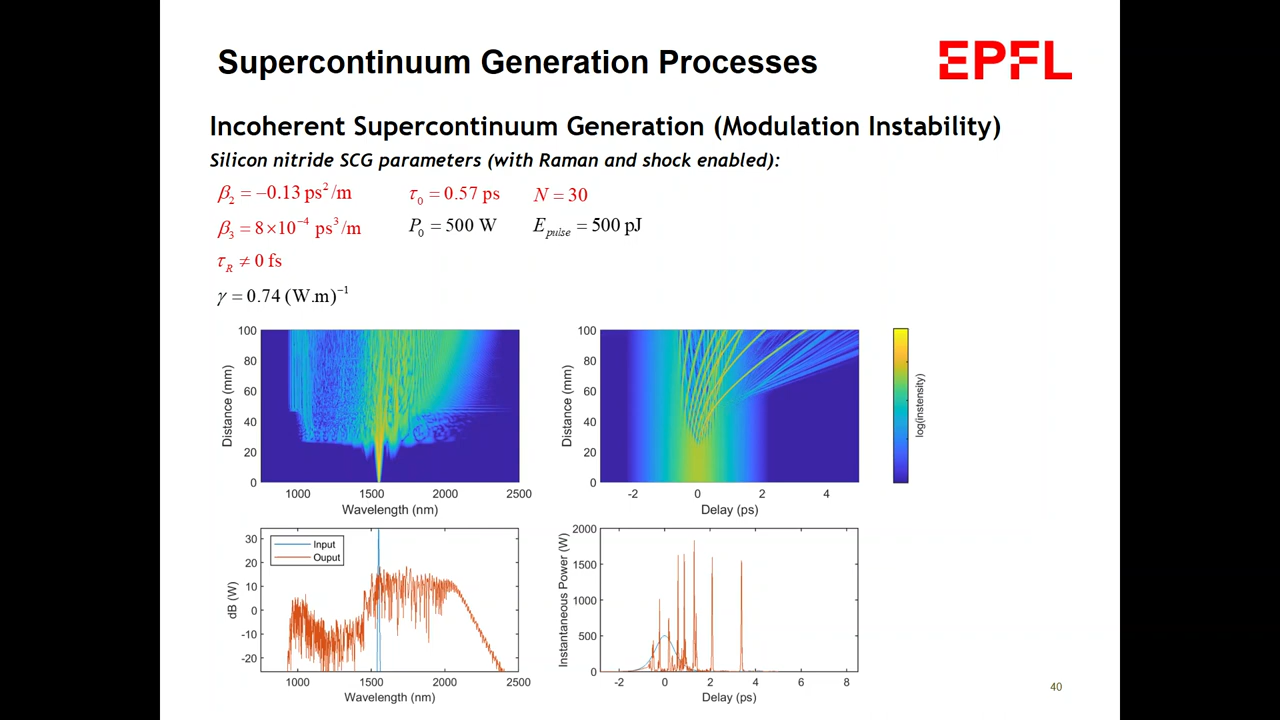 Supercontinuum Generation Processes
EPFL
Incoherent Supercontinuum Generation (Modulation Instability)
Silicon nitride SCG parameters (with Raman and shock enabled):
β₂ = −0.13 ps²/m
τ₀ = 0.57 ps
N = 30
β₃ = 8×10⁻⁴ ps³/m
P₀ = 500 W
E_pulse = 500 pJ
τ_R ≠ 0 fs
γ = 0.74 (W.m)⁻¹
100
80
60
40
20
0
Distance (mm)
1000 1500 2000 2500
Wavelength (nm)
100
80
60
40
20
0
Distance (mm)
-2 0 2 4
Delay (ps)
log(instensity)
30
20
10
0
-10
-20
dB (W)
Input
Ouput
1000 1500 2000 2500
Wavelength (nm)
2000
1500
1000
500
0
Instantaneous Power (W)
-2 0 2 4 6 8
Delay (ps)
40